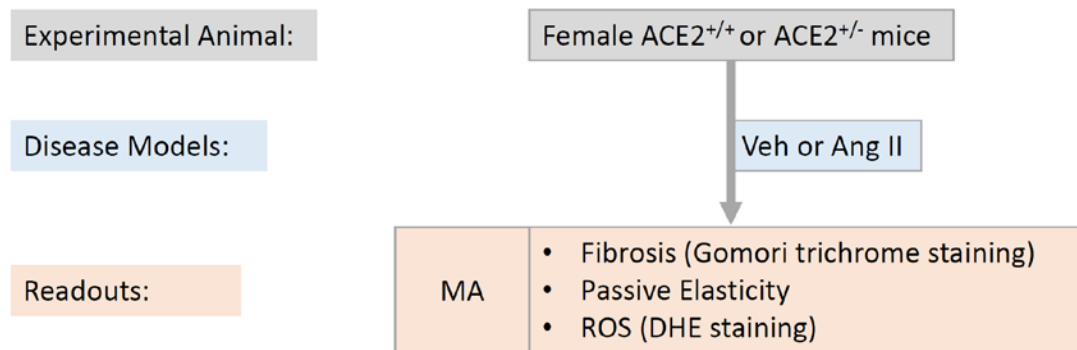 Experimental Animal:
Female ACE2+/+ or ACE2+/- mice
Disease Models:
Veh or Ang II
Readouts:
MA
• Fibrosis (Gomori trichrome staining)
• Passive Elasticity
• ROS (DHE staining)